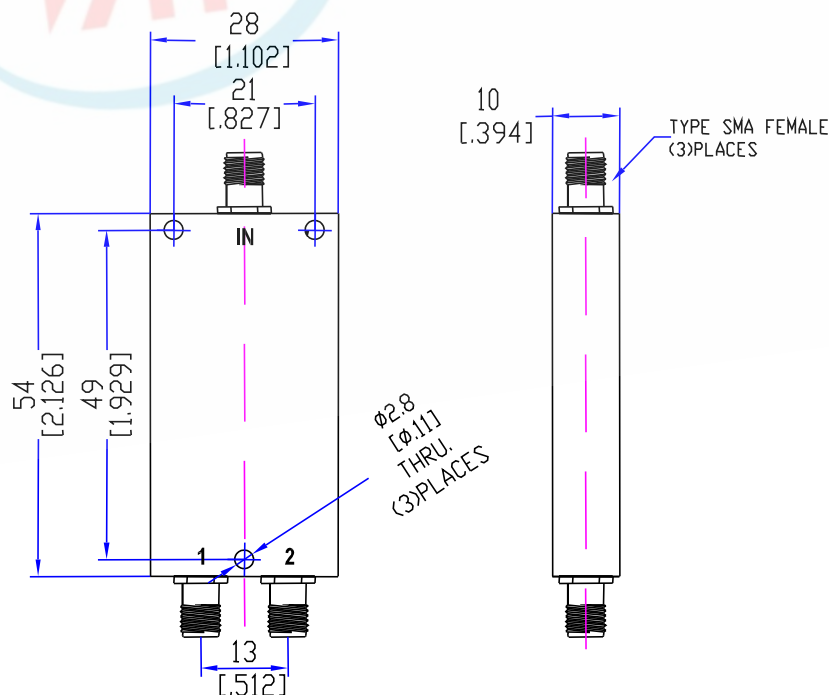 28
[1.102]
21
[.827]
10
[.394]
TYPE SMA FEMALE
(3)PLACES
IN
54
[2.126]
49
[1.929]
Ø2.8
[Ø.11]
THRU.
(3)PLACES
1
2
13
[.512]